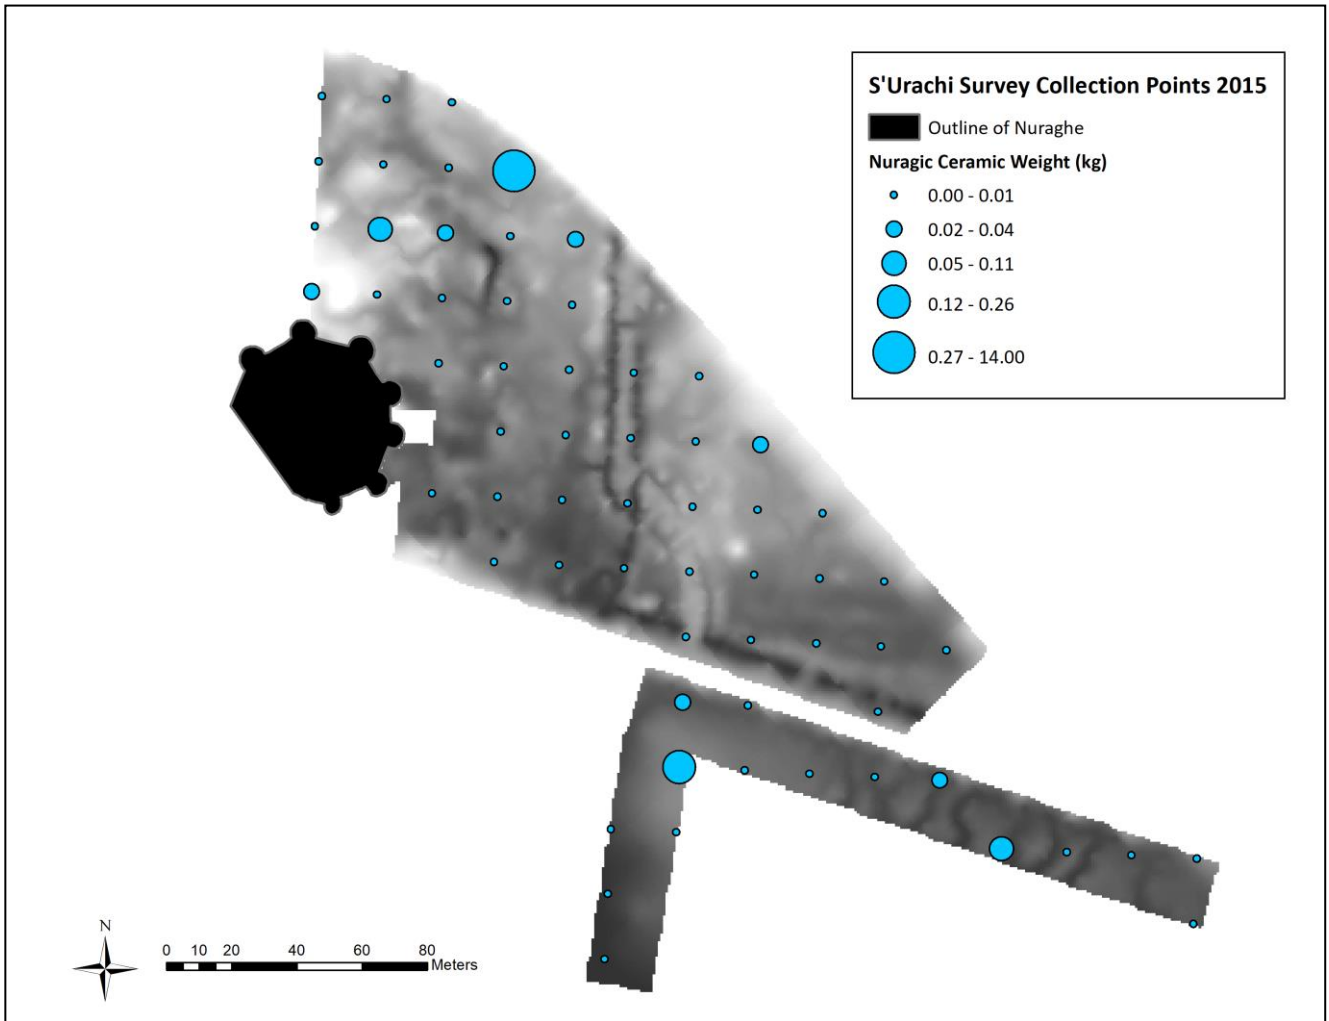 S'Urachi Survey Collection Points 2015
Outline of Nuraghe
Nuragic Ceramic Weight (kg)
0.00 - 0.01
0.02 - 0.04
0.05 - 0.11
0.12 - 0.26
0.27 - 14.00
N
0 10 20 40 60 80
Meters